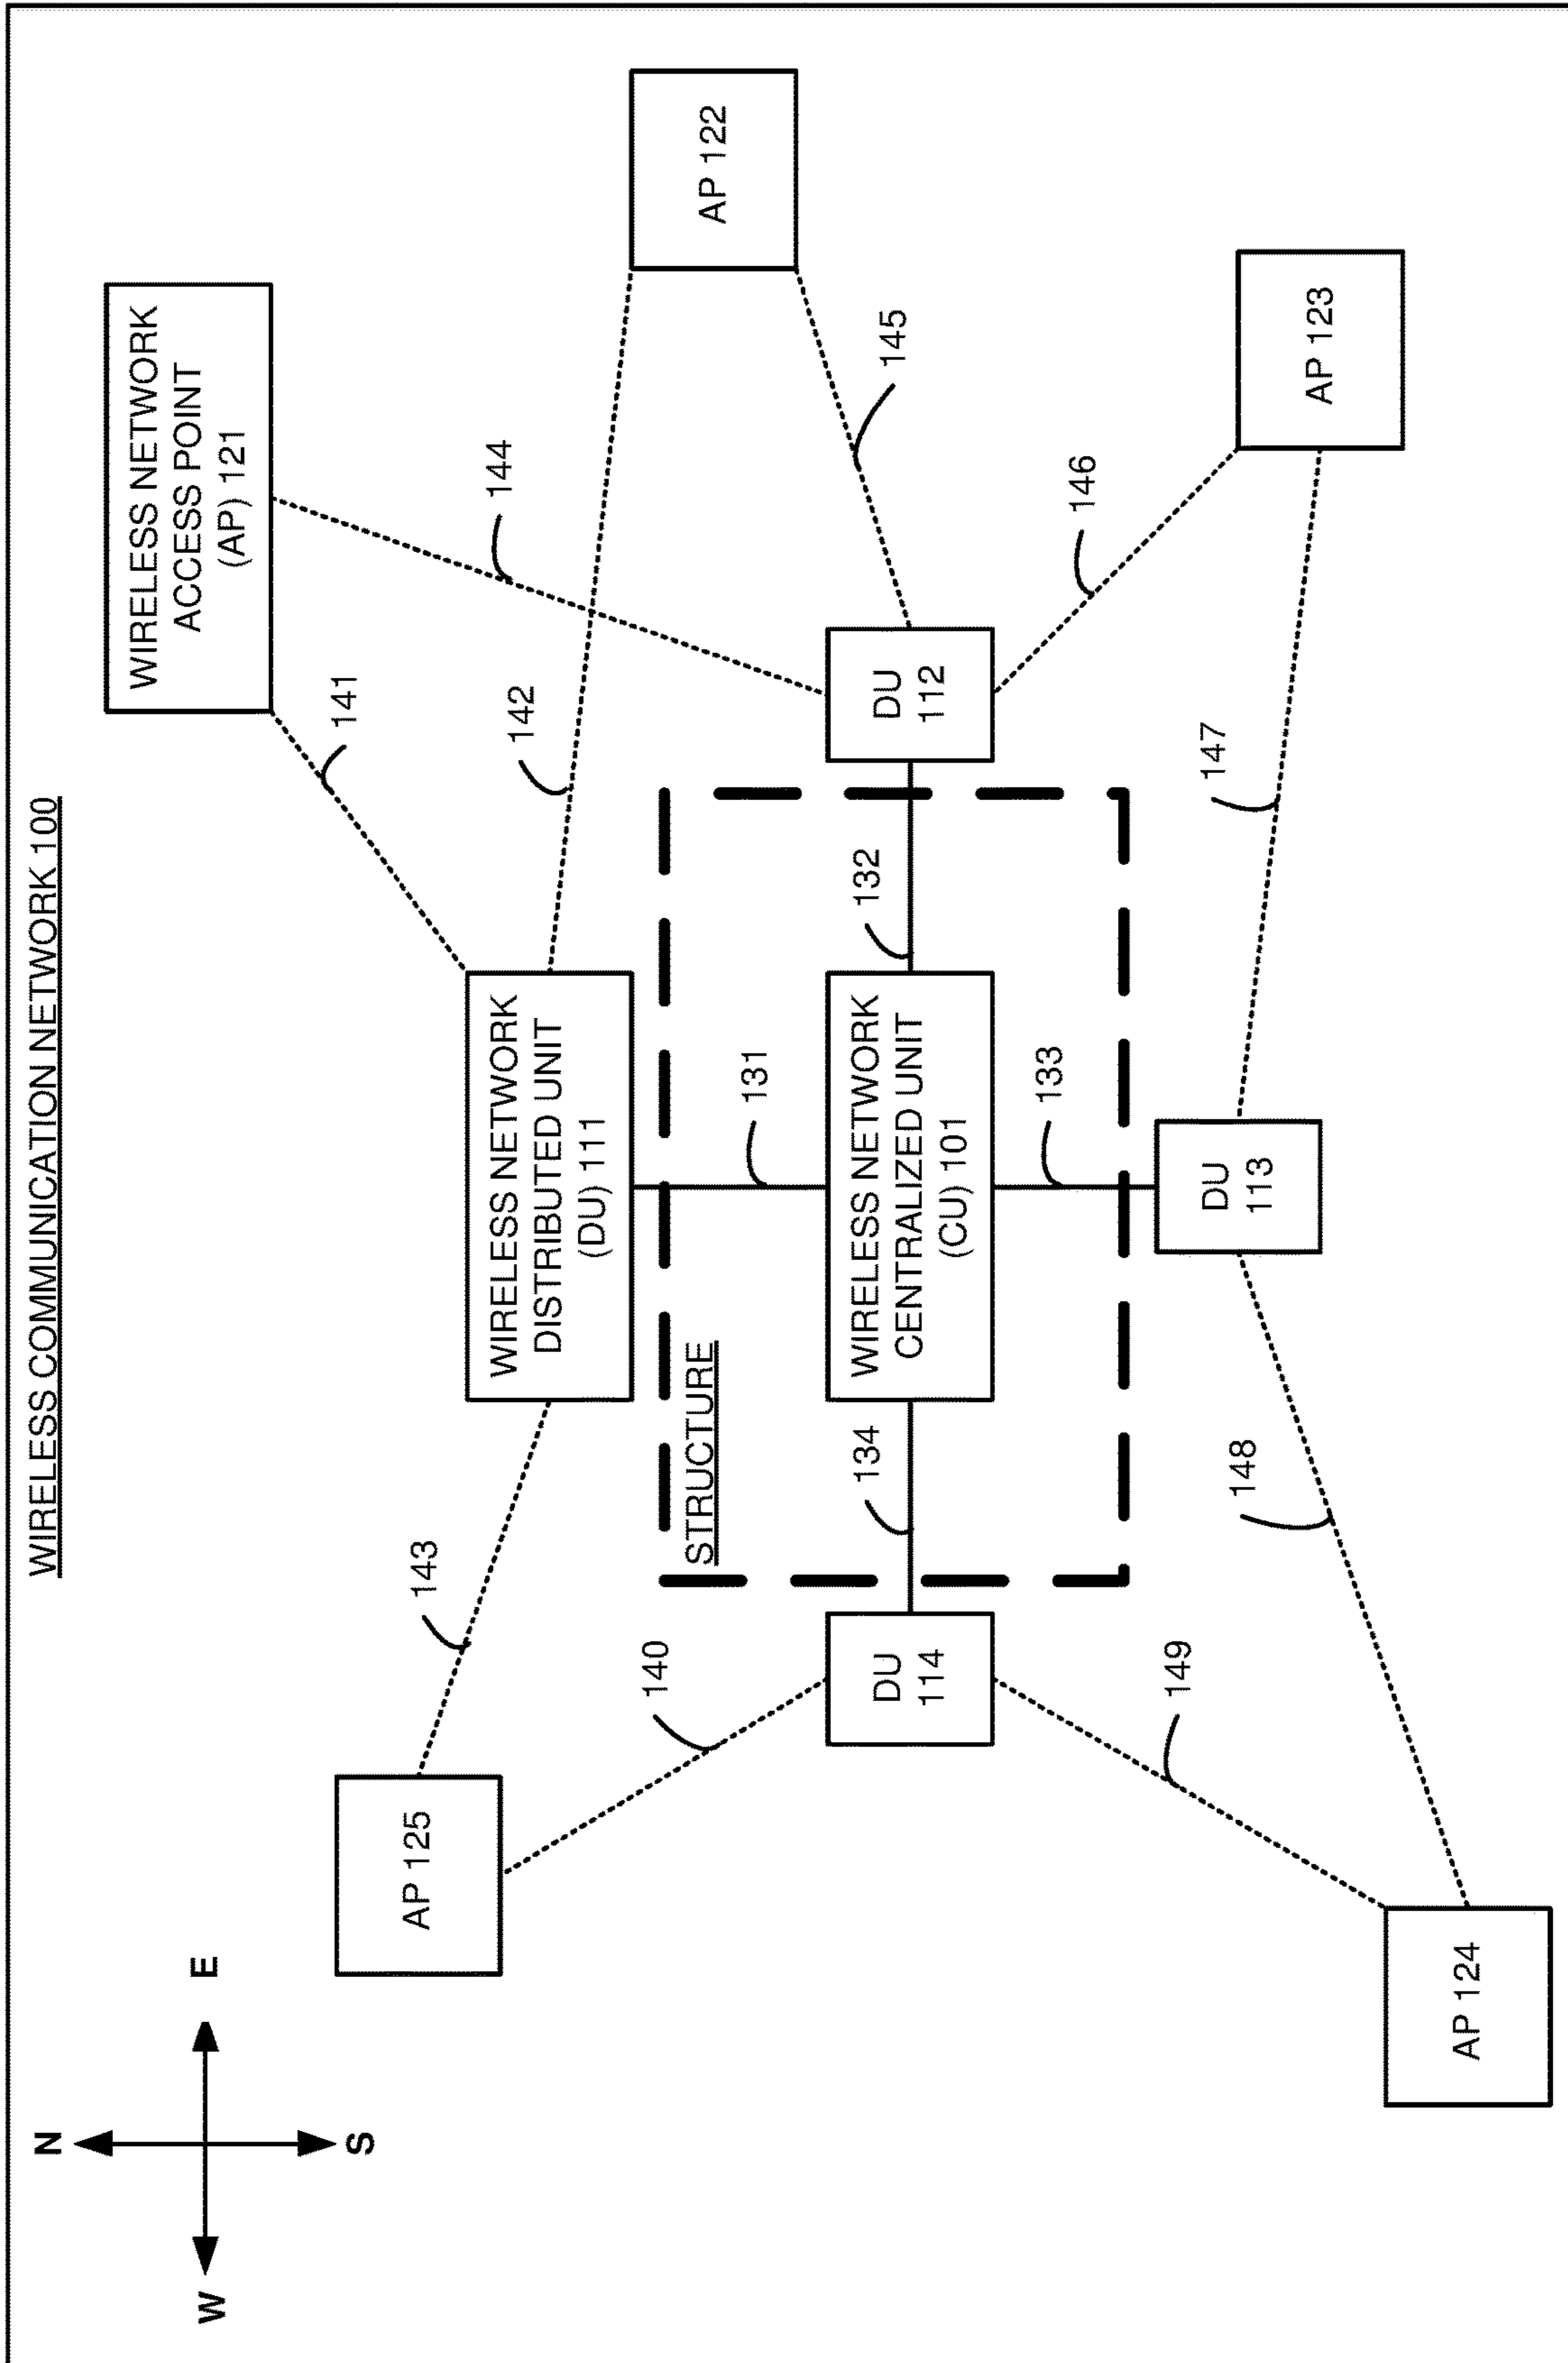 WIRELESS COMMUNICATION NETWORK 100
N
W
E
S
WIRELESS NETWORK
ACCESS POINT
(AP) 121
AP 125
143
141
144
WIRELESS NETWORK
DISTRIBUTED UNIT
(DU) 111
142
AP 122
140
STRUCTURE
131
145
DU
114
134
WIRELESS NETWORK
CENTRALIZED UNIT
(CU) 101
132
DU
112
133
146
149
148
DU
113
147
AP 123
AP 124